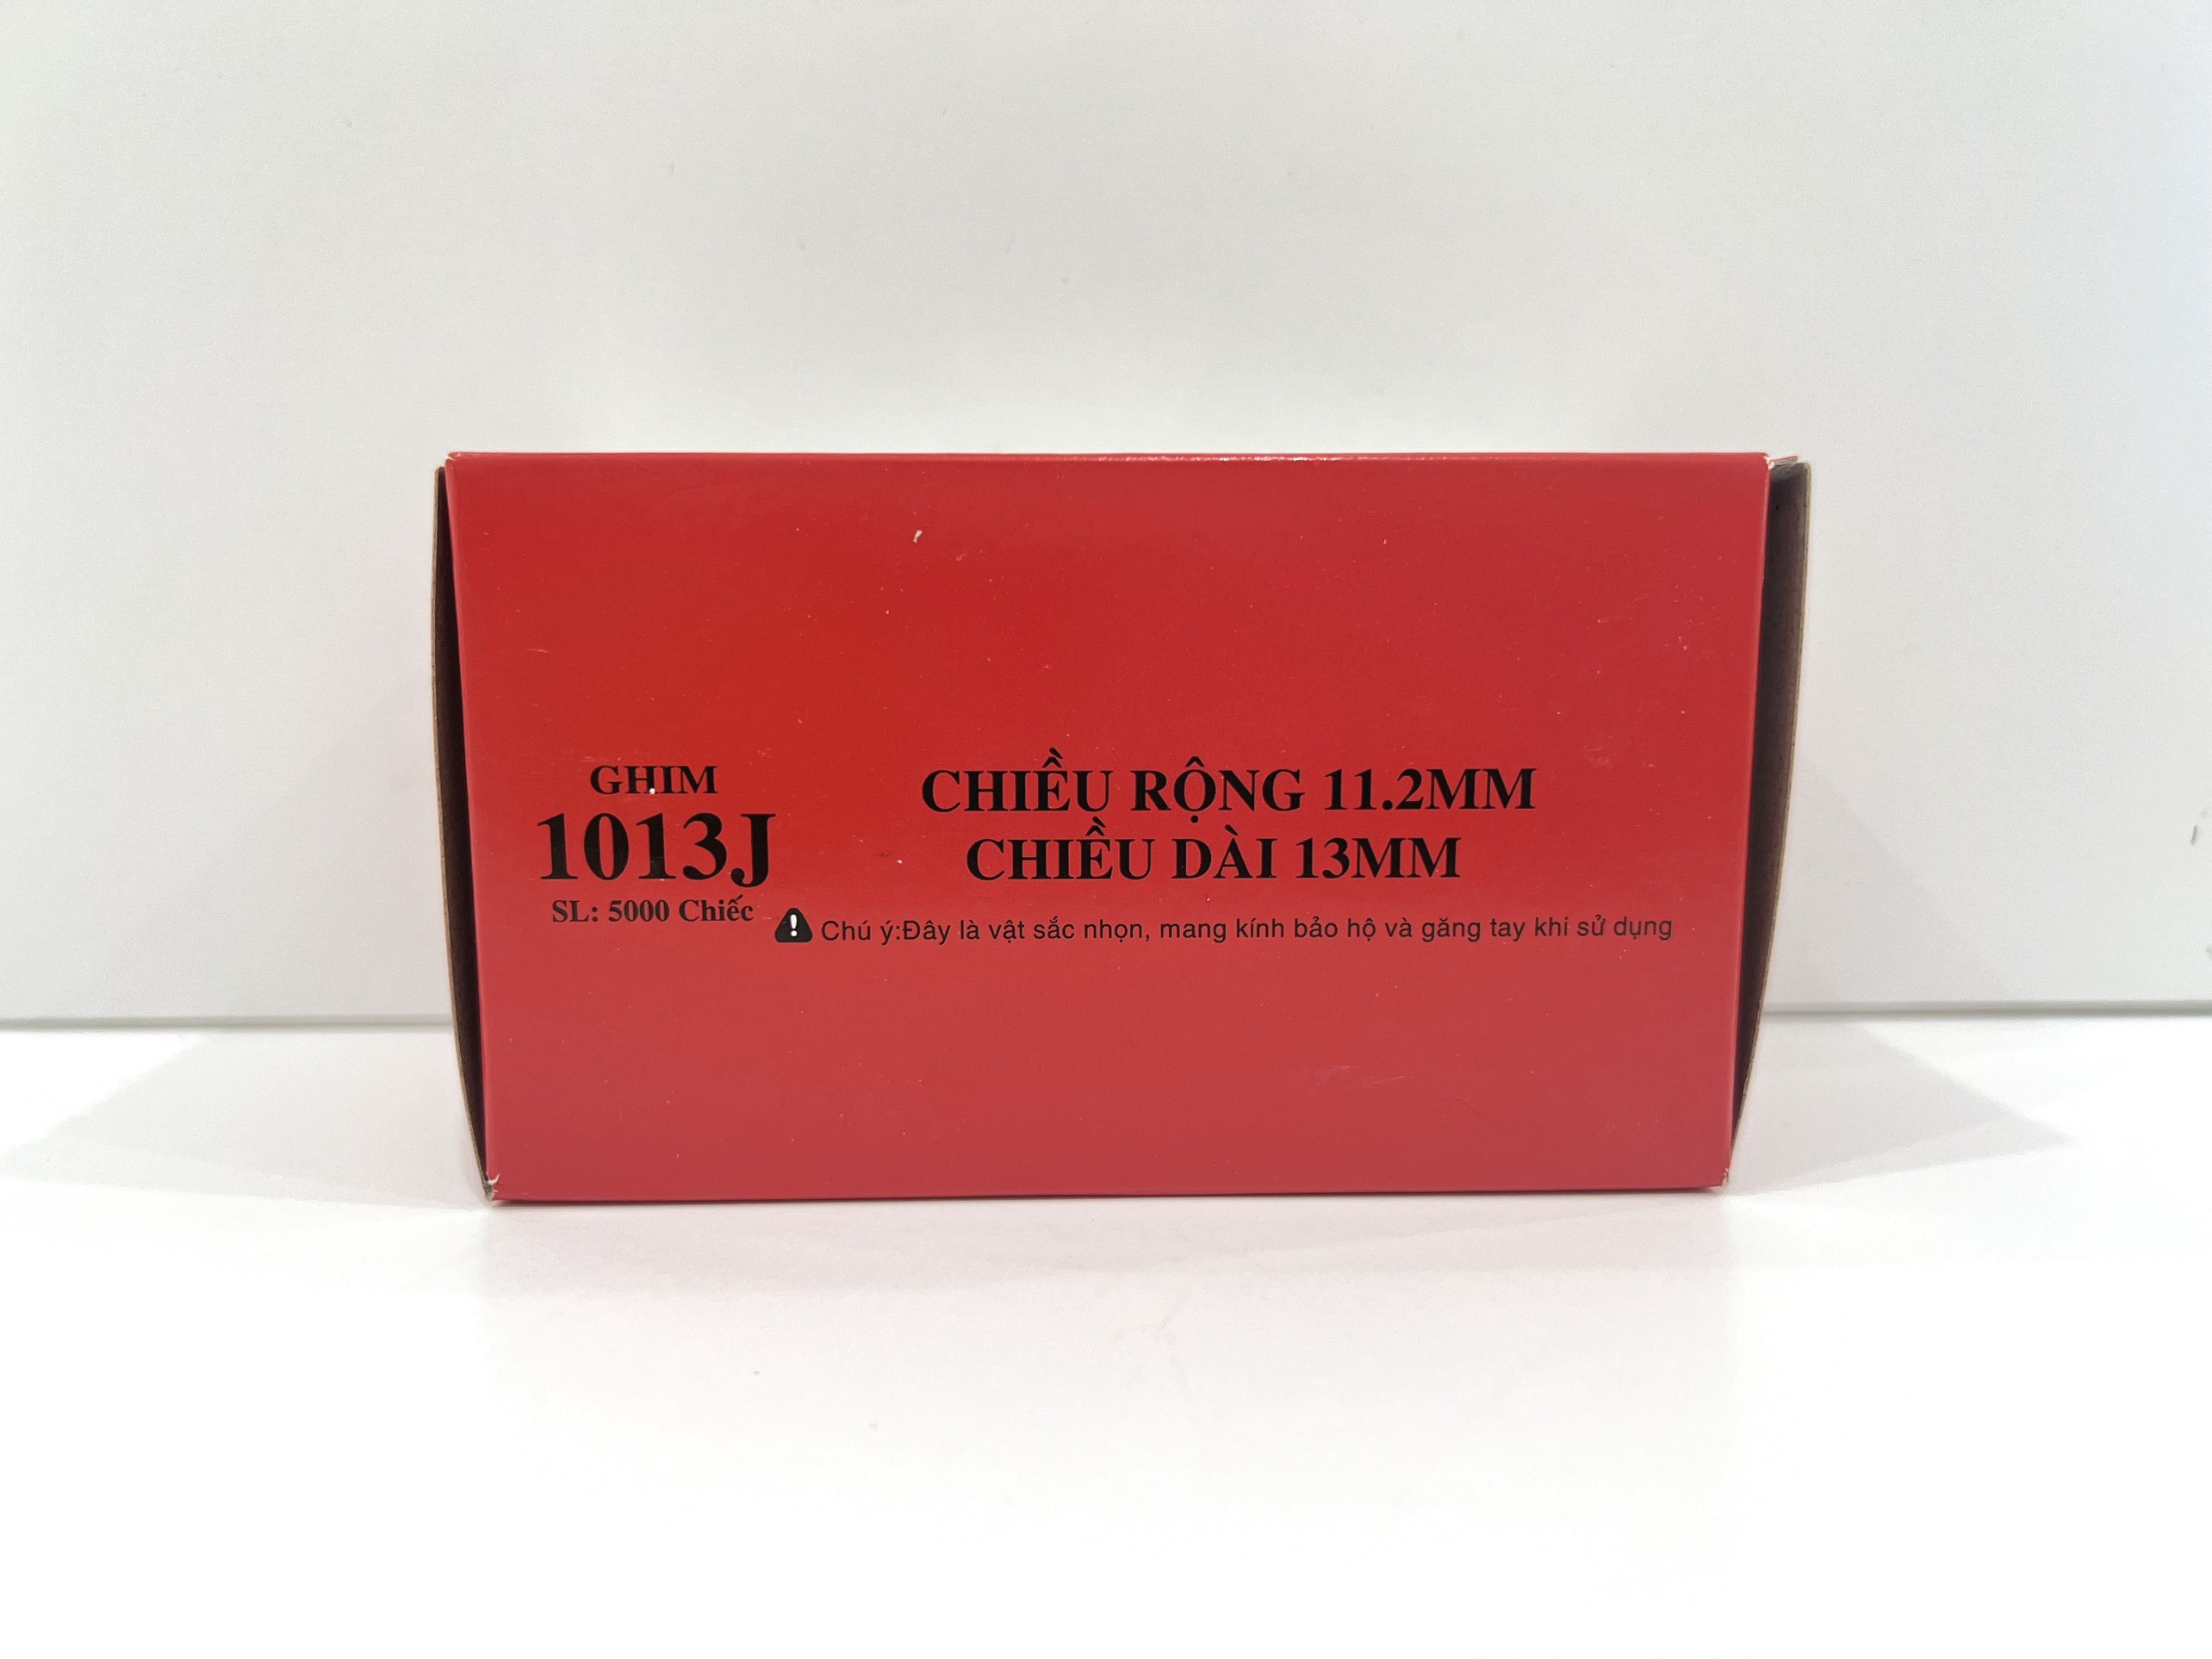 GHIM
1013J
SL: 5000 Chiếc
CHIỀU RỘNG 11.2MM
CHIỀU DÀI 13MM
Chú ý:Đây là vật sắc nhọn, mang kính bảo hộ và găng tay khi sử dụng